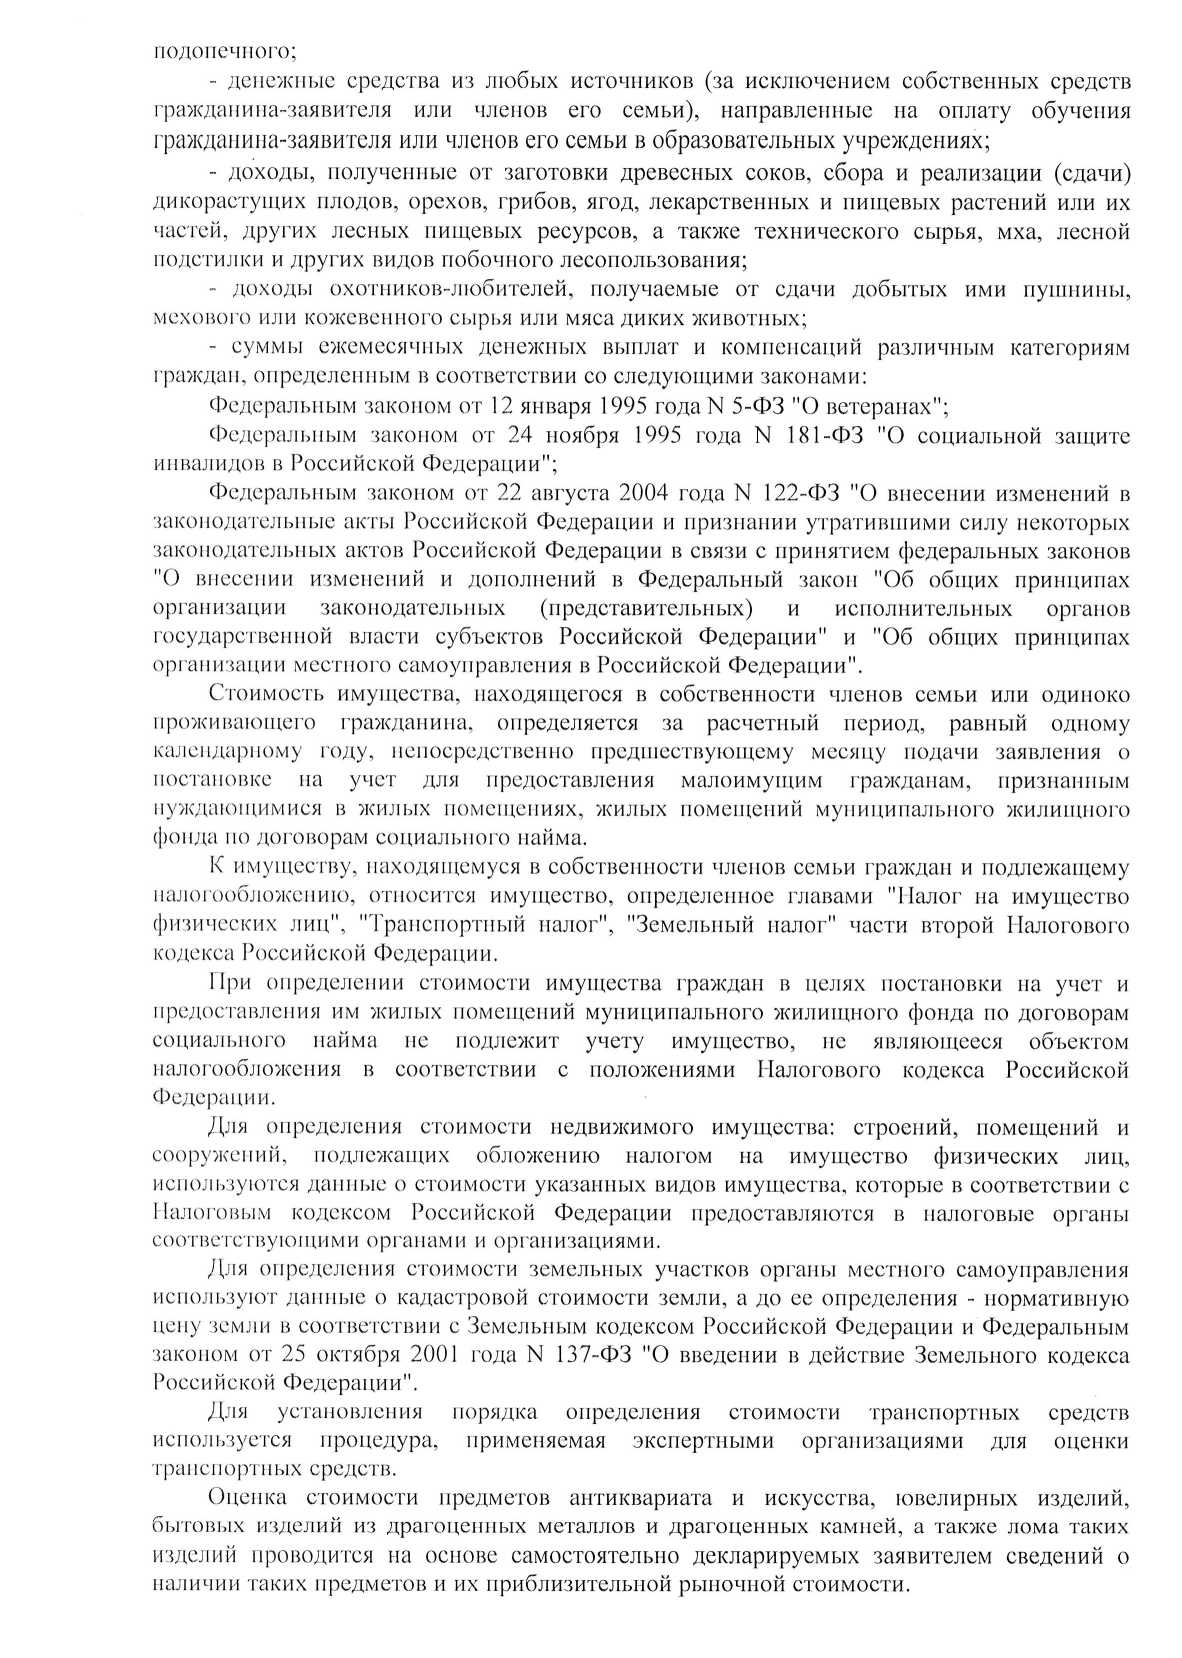 подопечного;
- денежные средства из любых источников (за исключением собственных средств
гражданина-заявителя или членов его семьи), направленные на оплату обучения
гражданина-заявителя или членов его семьи в образовательных учреждениях;
- доходы, полученные от заготовки древесных соков, сбора и реализации (сдачи)
дикорастущих плодов, орехов, грибов, ягод, лекарственных и пищевых растений или их
частей, других лесных пищевых ресурсов, а также технического сырья, мха, лесной
подстилки и других видов побочного лесопользования;
- доходы охотников-любителей, получаемые от сдачи добытых ими пушнины,
мехового или кожевенного сырья или мяса диких животных;
- суммы ежемесячных денежных выплат и компенсаций различным категориям
граждан, определенным в соответствии со следующими законами:
Федеральным законом от 12 января 1995 года N 5-ФЗ "О ветеранах";
Федеральным законом от 24 ноября 1995 года N 181-ФЗ "О социальной защите
инвалидов в Российской Федерации";
Федеральным законом от 22 августа 2004 года N 122-ФЗ "О внесении изменений в
законодательные акты Российской Федерации и признании утратившими силу некоторых
законодательных актов Российской Федерации в связи с принятием федеральных законов
"О внесении изменений и дополнений в Федеральный закон "Об общих принципах
организации законодательных (представительных) и исполнительных органов
государственной власти субъектов Российской Федерации" и "Об общих принципах
организации местного самоуправления в Российской Федерации".
Стоимость имущества, находящегося в собственности членов семьи или одиноко
проживающего гражданина, определяется за расчетный период, равный одному
календарному году, непосредственно предшествующему месяцу подачи заявления о
постановке на учет для предоставления малоимущим гражданам, признанным
нуждающимися в жилых помещениях, жилых помещений муниципального жилищного
фонда по договорам социального найма.
К имуществу, находящемуся в собственности членов семьи граждан и подлежащему
налогообложению, относится имущество, определенное главами "Налог на имущество
физических лиц", "Транспортный налог", "Земельный налог" части второй Налогового
кодекса Российской Федерации.
При определении стоимости имущества граждан в целях постановки на учет и
предоставления им жилых помещений муниципального жилищного фонда по договорам
социального найма не подлежит учету имущество, не являющееся объектом
налогообложения в соответствии с положениями Налогового кодекса Российской
Федерации.
Для определения стоимости недвижимого имущества: строений, помещений и
сооружений, подлежащих обложению налогом на имущество физических лиц,
используются данные о стоимости указанных видов имущества, которые в соответствии с
Налоговым кодексом Российской Федерации предоставляются в налоговые органы
соответствующими органами и организациями.
Для определения стоимости земельных участков органы местного самоуправления
используют данные о кадастровой стоимости земли, а до ее определения - нормативную
цену земли в соответствии с Земельным кодексом Российской Федерации и Федеральным
законом от 25 октября 2001 года N 137-ФЗ "О введении в действие Земельного кодекса
Российской Федерации".
Для установления порядка определения стоимости транспортных средств
используется процедура, применяемая экспертными организациями для оценки
транспортных средств.
Оценка стоимости предметов антиквариата и искусства, ювелирных изделий,
бытовых изделий из драгоценных металлов и драгоценных камней, а также лома таких
изделий проводится на основе самостоятельно декларируемых заявителем сведений о
наличии таких предметов и их приблизительной рыночной стоимости.